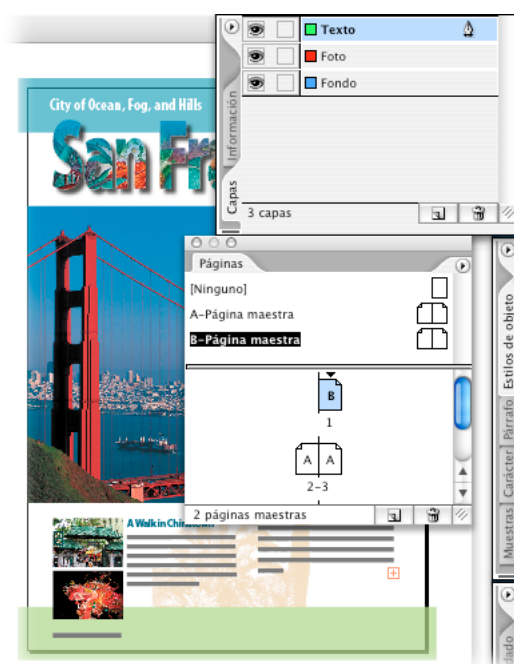 Texto
Foto
Fondo
Información
Capas
3 capas
City of Ocean, Fog, and Hills
San Fra
Páginas
[Ninguno]
A-Página maestra
B-Página maestra
B
1
A A
2-3
2 páginas maestras
Estilos de objeto
Párrafo
Carácter
Muestras
A Walk in Chinatown